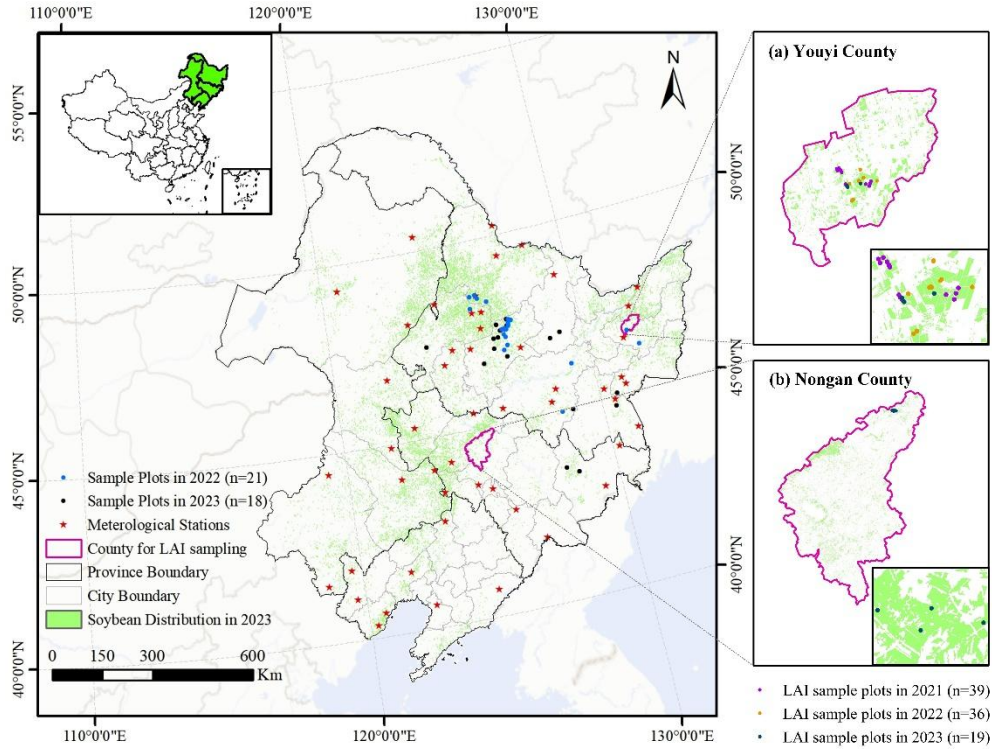 110°0'0"E
120°0'0"E
130°0'0"E
55°0'0"N
50°0'0"N
45°0'0"N
40°0'0"N
N
50°0'0"N
45°0'0"N
40°0'0"N
Sample Plots in 2022 (n=21)
Sample Plots in 2023 (n=18)
Meterological Stations
County for LAI sampling
Province Boundary
City Boundary
Soybean Distribution in 2023
0 150 300 600
Km
110°0'0"E
120°0'0"E
130°0'0"E
(a) Youyi County
(b) Nongan County
LAI sample plots in 2021 (n=39)
LAI sample plots in 2022 (n=36)
LAI sample plots in 2023 (n=19)